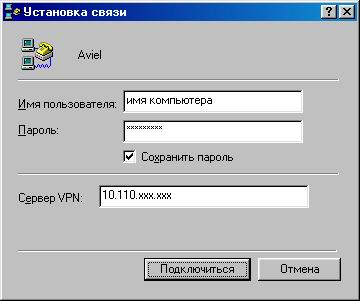 Установка связи
Aviel
Имя пользователя: имя компьютера
Пароль: ×××××××××
Сохранить пароль
Сервер VPN: 10.110.xxx.xxx
Подключиться Отмена